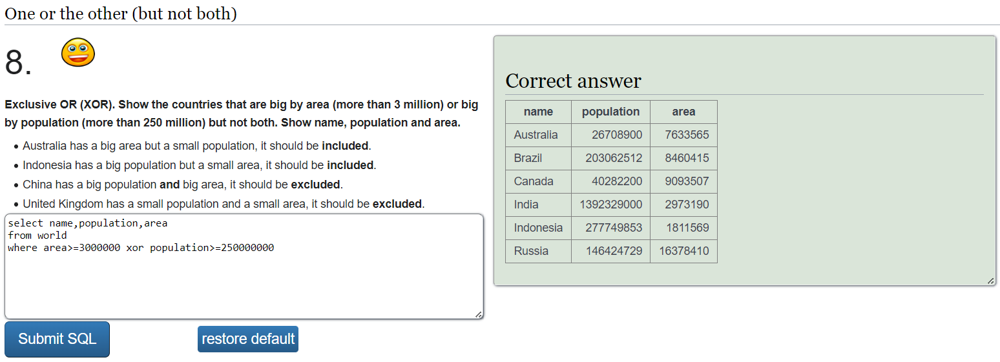 One or the other (but not both)
8.
Exclusive OR (XOR). Show the countries that are big by area (more than 3 million) or big
by population (more than 250 million) but not both. Show name, population and area.
• Australia has a big area but a small population, it should be included.
• Indonesia has a big population but a small area, it should be included.
• China has a big population and big area, it should be excluded.
• United Kingdom has a small population and a small area, it should be excluded.
select name,population,area
from world
where area>=3000000 xor population>=250000000
Submit SQL
restore default
Correct answer
name population area
Australia 26708900 7633565
Brazil 203062512 8460415
Canada 40282200 9093507
India 1392329000 2973190
Indonesia 277749853 1811569
Russia 146424729 16378410